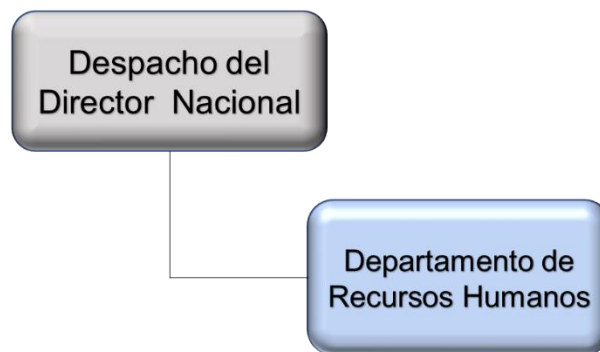 Despacho del
Director Nacional
Departamento de
Recursos Humanos